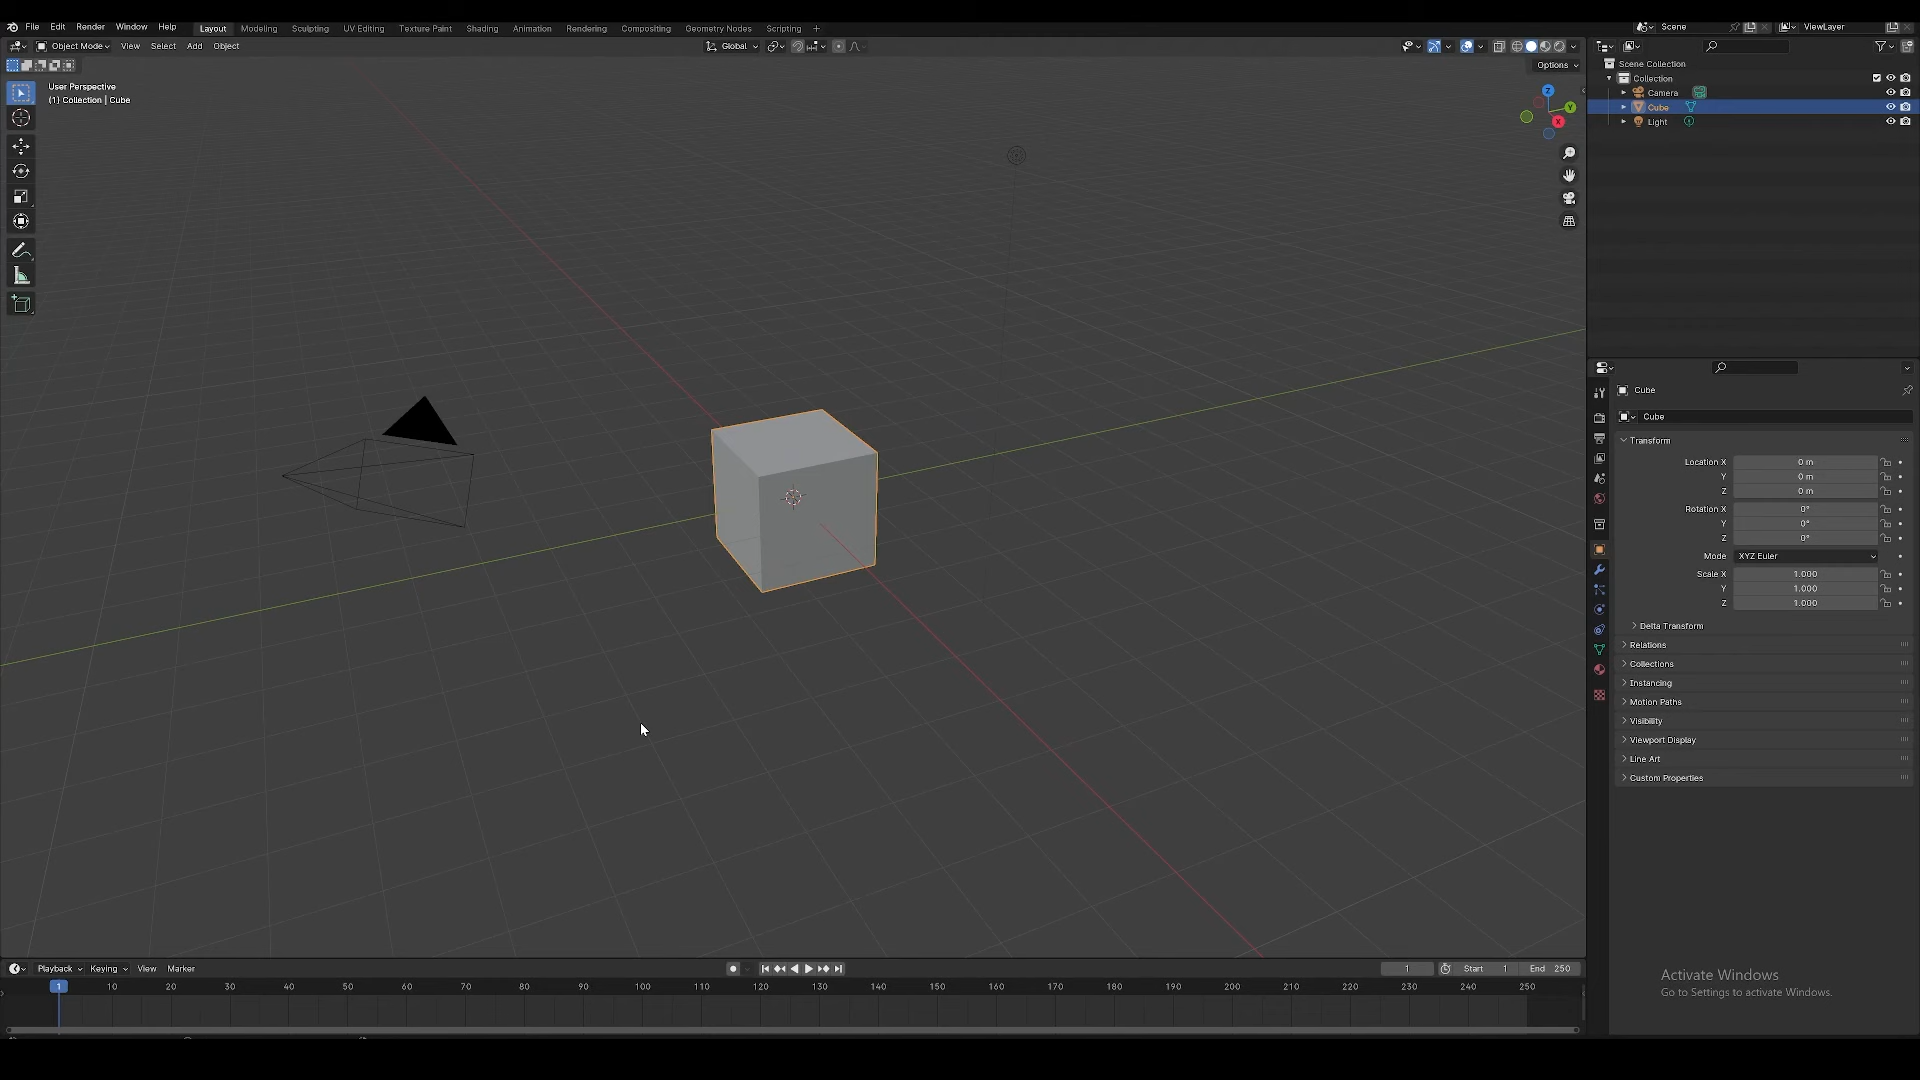 File Edit Render Window Help Layout Modeling Sculpting UV Editing Texture Paint Shading Animation Rendering Compositing Geometry Nodes Scripting + Scene ViewLayer
Object Mode View Select Add Object Global
Options
User Perspective
(1) Collection | Cube
Z
Y
X
Scene Collection
Collection
Camera
Cube
Light
Cube
Cube
Transform
Location X 0 m
Y 0 m
Z 0 m
Rotation X 0°
Y 0°
Z 0°
Mode XYZ Euler
Scale X 1.000
Y 1.000
Z 1.000
Delta Transform
Relations
Collections
Instancing
Motion Paths
Visibility
Viewport Display
Line Art
Custom Properties
Activate Windows
Go to Settings to activate Windows.
Playback Keying View Marker 1 Start 1 End 250
1 10 20 30 40 50 60 70 80 90 100 110 120 130 140 150 160 170 180 190 200 210 220 230 240 250